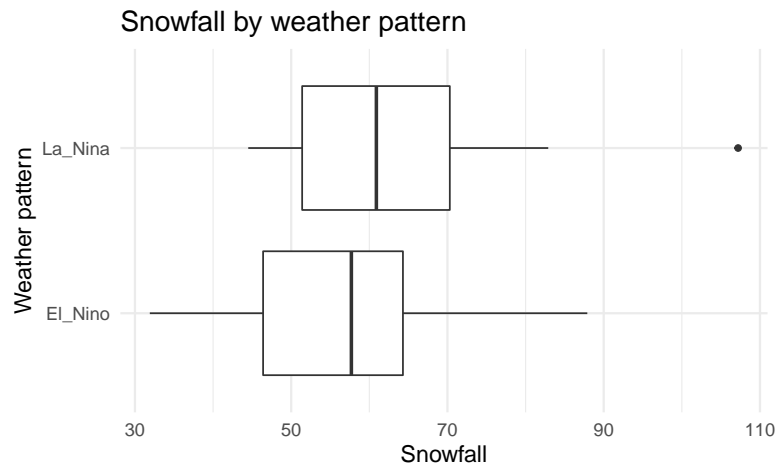 Snowfall by weather pattern
Weather pattern
La_Nina
El_Nino
30 50 70 90 110
Snowfall